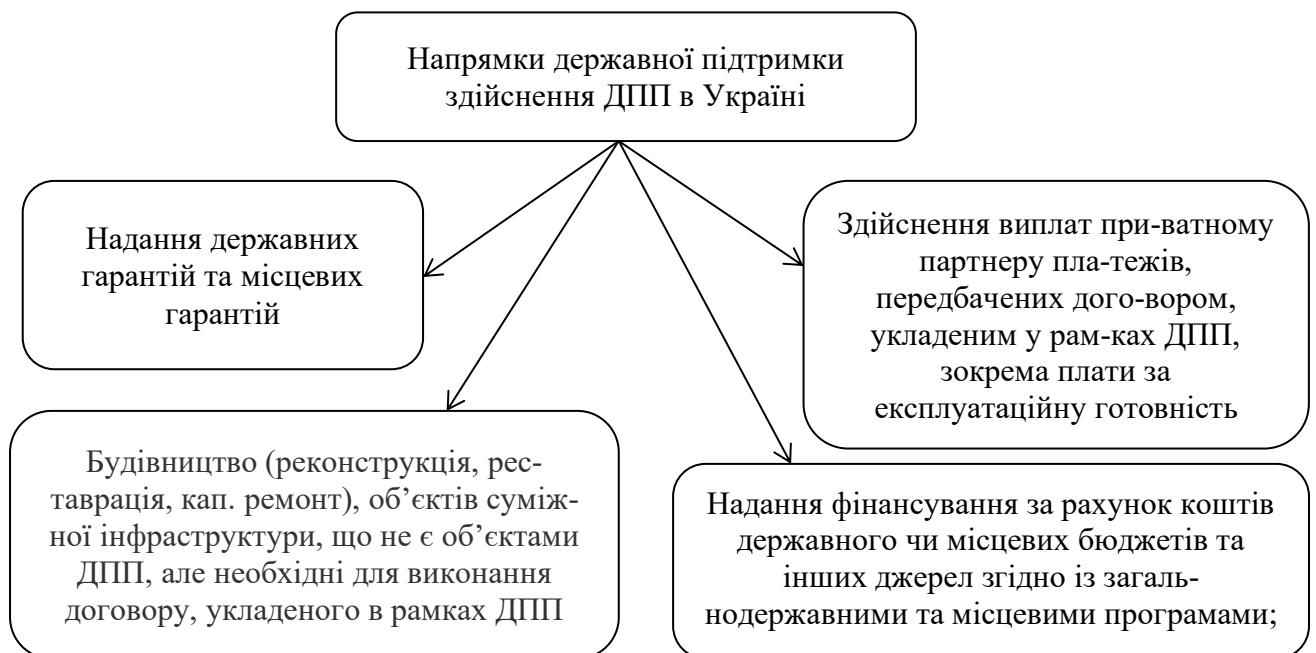 Напрямки державної підтримки
здійснення ДПП в Україні
Надання державних
гарантій та місцевих
гарантій
Здійснення виплат при-ватному
партнеру пла-тежів,
передбачених дого-вором,
укладеним у рам-ках ДПП,
зокрема плати за
експлуатаційну готовність
Будівництво (реконструкція, рес-
таврація, кап. ремонт), об’єктів суміж-
ної інфраструктури, що не є об’єктами
ДПП, але необхідні для виконання
договору, укладеного в рамках ДПП
Надання фінансування за рахунок коштів
державного чи місцевих бюджетів та
інших джерел згідно із загаль-
нодержавними та місцевими програмами;